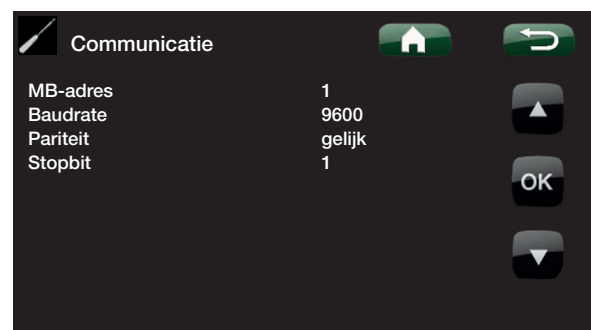 Communicatie
MB-adres 1
Baudrate 9600
Pariteit gelijk
Stopbit 1
OK